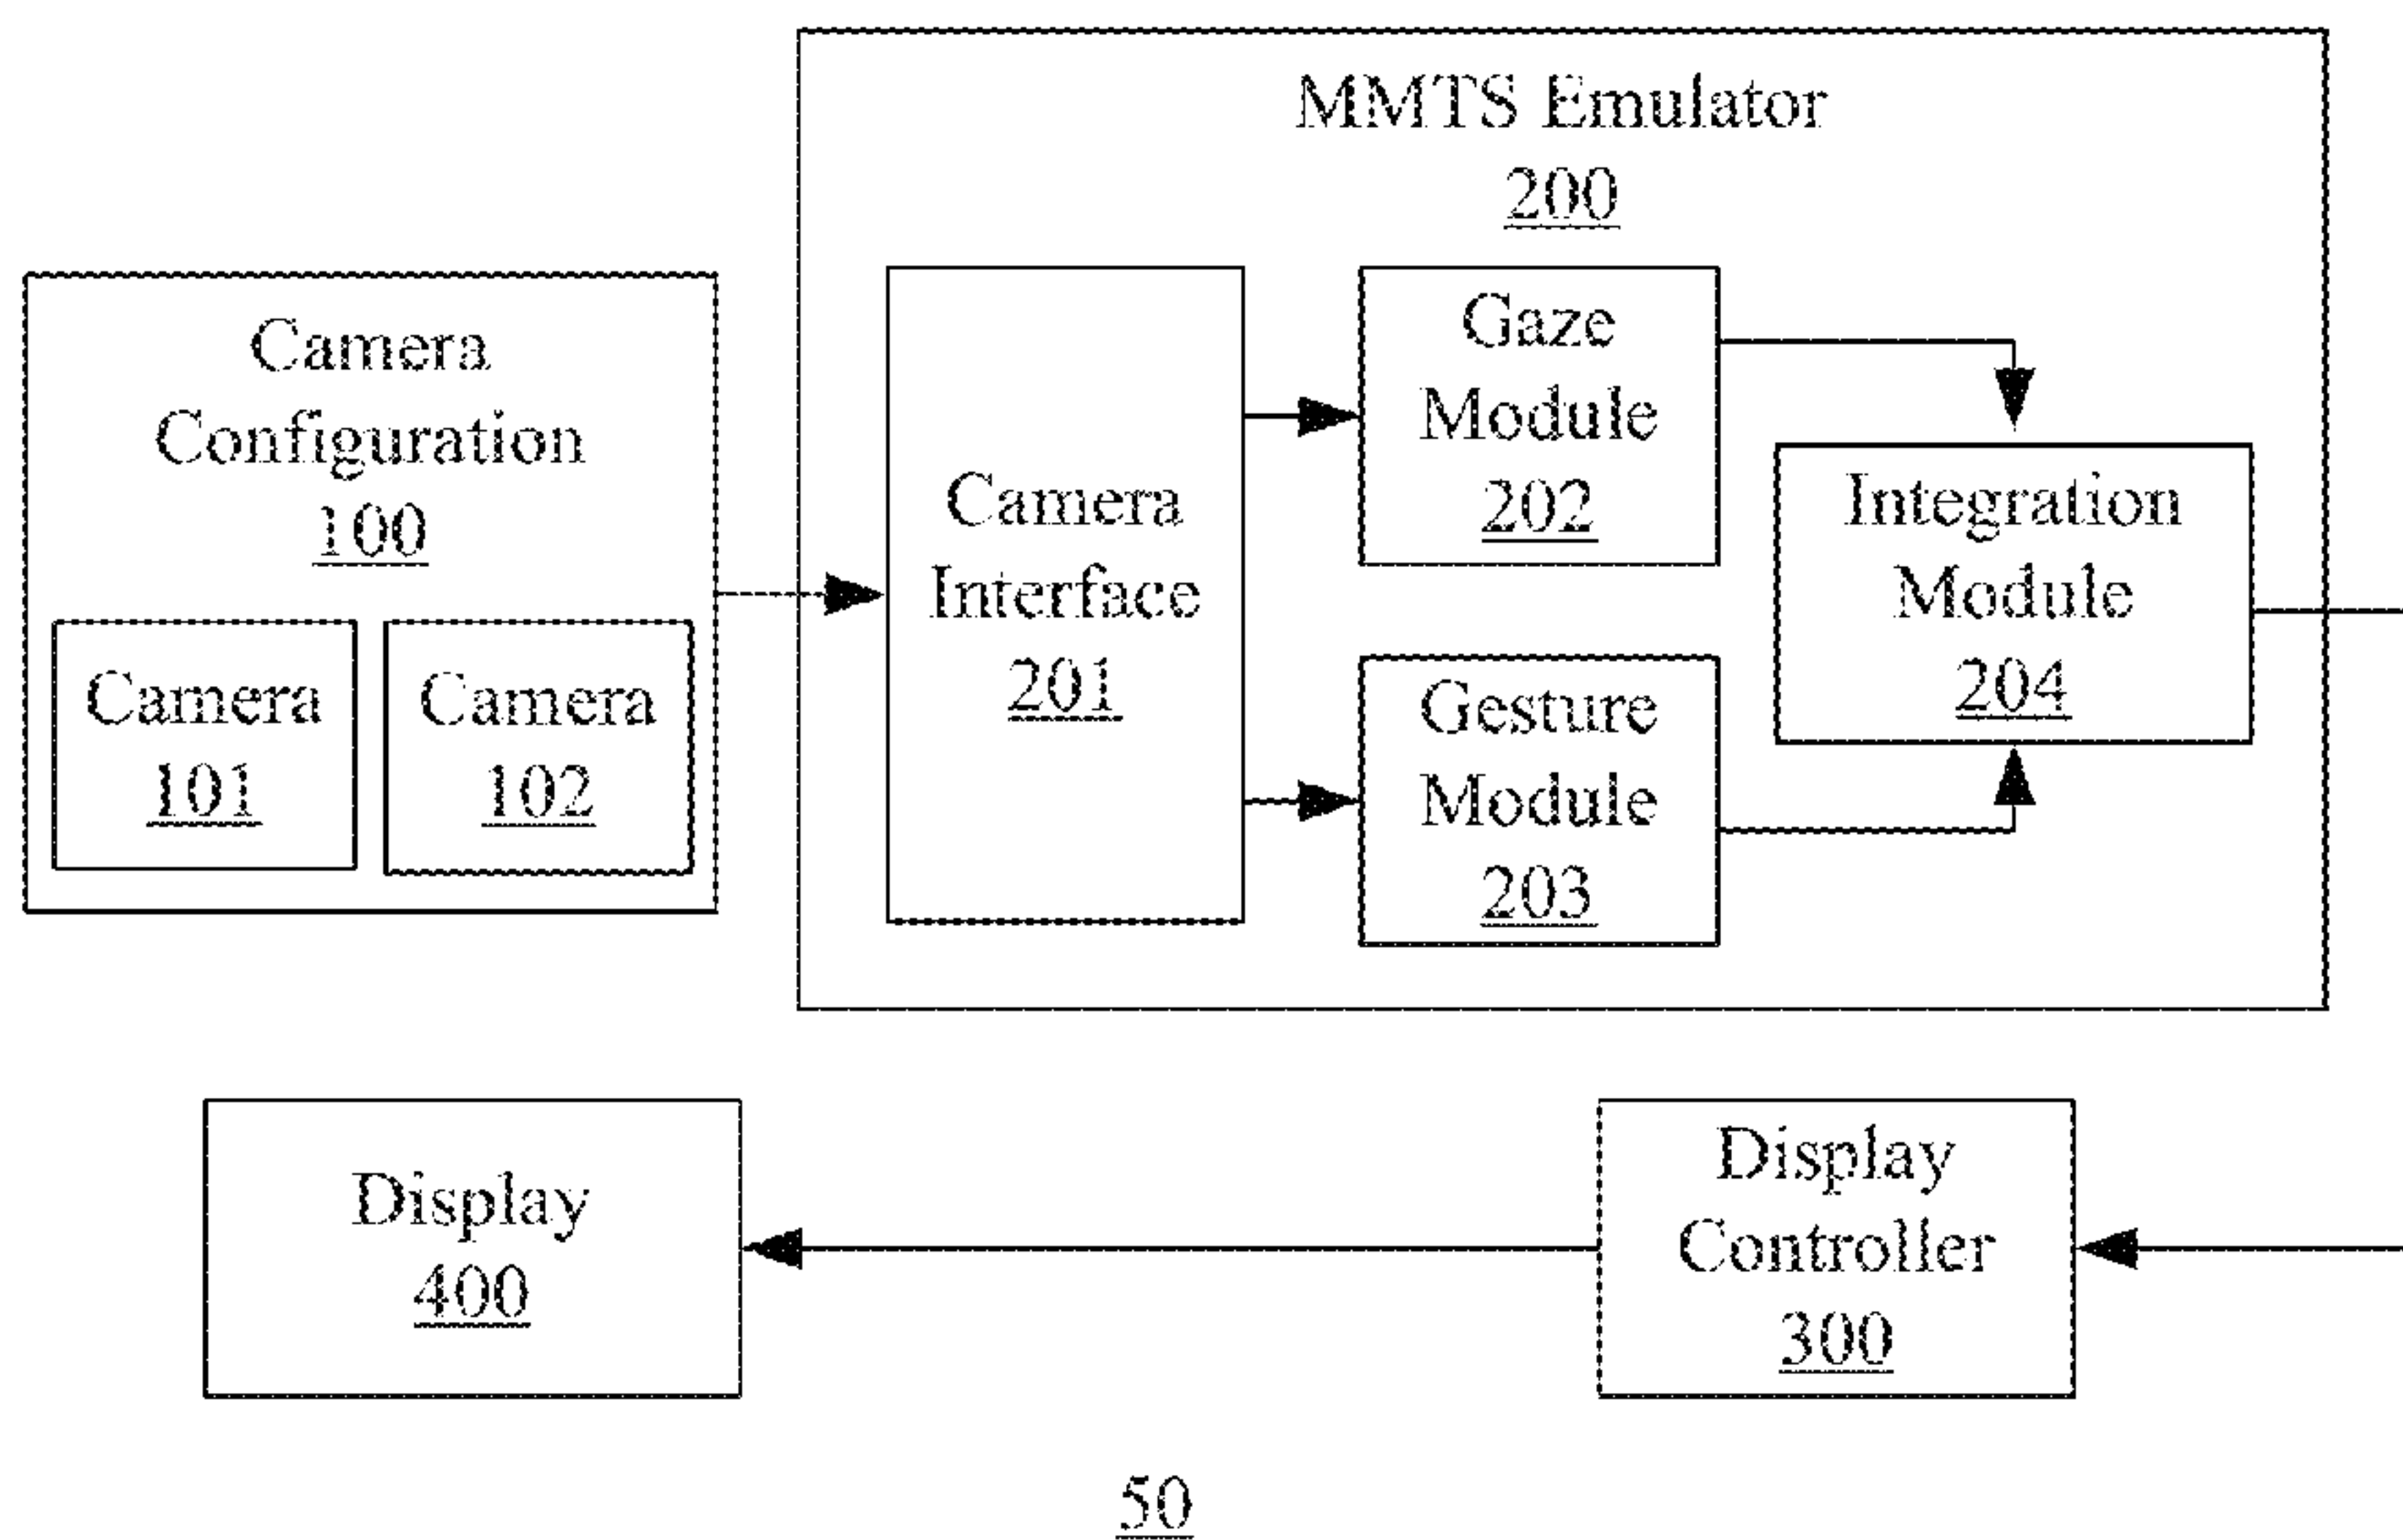 MMTS Emulator
200
Camera
Configuration
100
Camera
101
Camera
102
Camera
Interface
201
Gaze
Module
202
Gesture
Module
203
Integration
Module
204
Display
400
Display
Controller
300
50